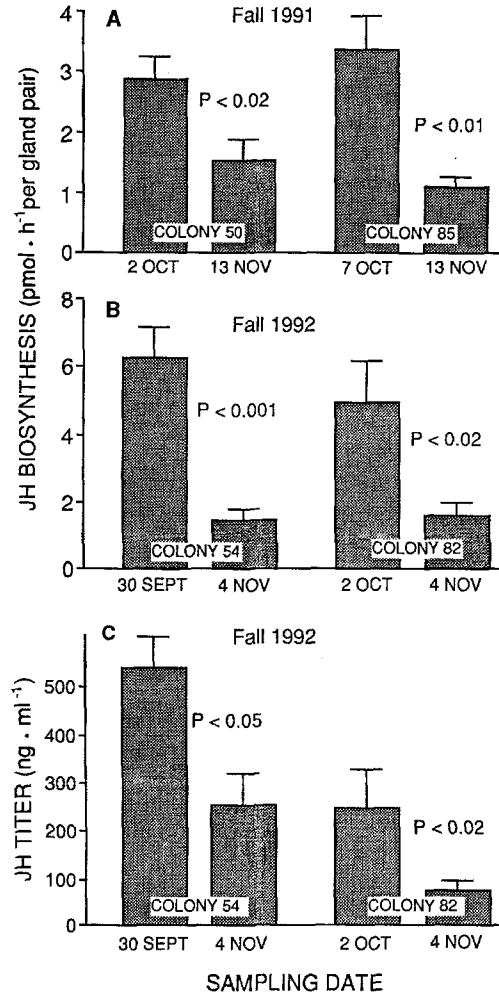 A Fall 1991
JH BIOSYNTHESIS (pmol · h⁻¹ per gland pair)
4
3
2
1
0
P < 0.02
P < 0.01
COLONY 50 COLONY 85
2 OCT 13 NOV 7 OCT 13 NOV
B Fall 1992
8
6
4
2
0
P < 0.001
P < 0.02
COLONY 54 COLONY 82
30 SEPT 4 NOV 2 OCT 4 NOV
C Fall 1992
JH TITER (ng · ml⁻¹)
500
400
300
200
100
0
P < 0.05
P < 0.02
COLONY 54 COLONY 82
30 SEPT 4 NOV 2 OCT 4 NOV
SAMPLING DATE